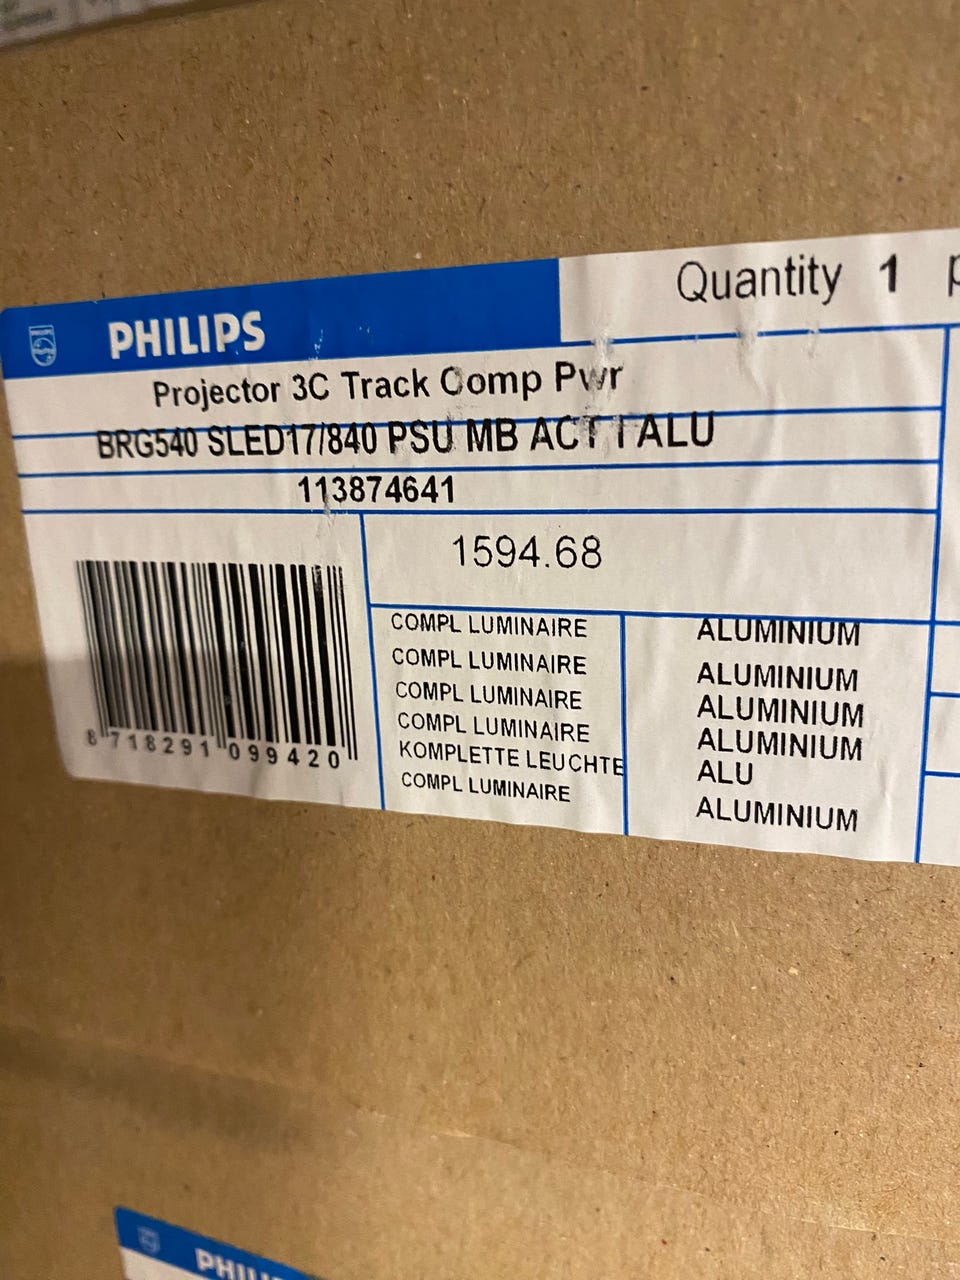 Quantity 1
PHILIPS
Projector 3C Track Comp Pwr
BRG540 SLED17/840 PSU MB ACT ALU
113874641
1594.68
COMPL LUMINAIRE ALUMINIUM
COMPL LUMINAIRE ALUMINIUM
COMPL LUMINAIRE ALUMINIUM
COMPL LUMINAIRE ALUMINIUM
KOMPLETTE LEUCHTE ALU
COMPL LUMINAIRE ALUMINIUM
8 718291 099420